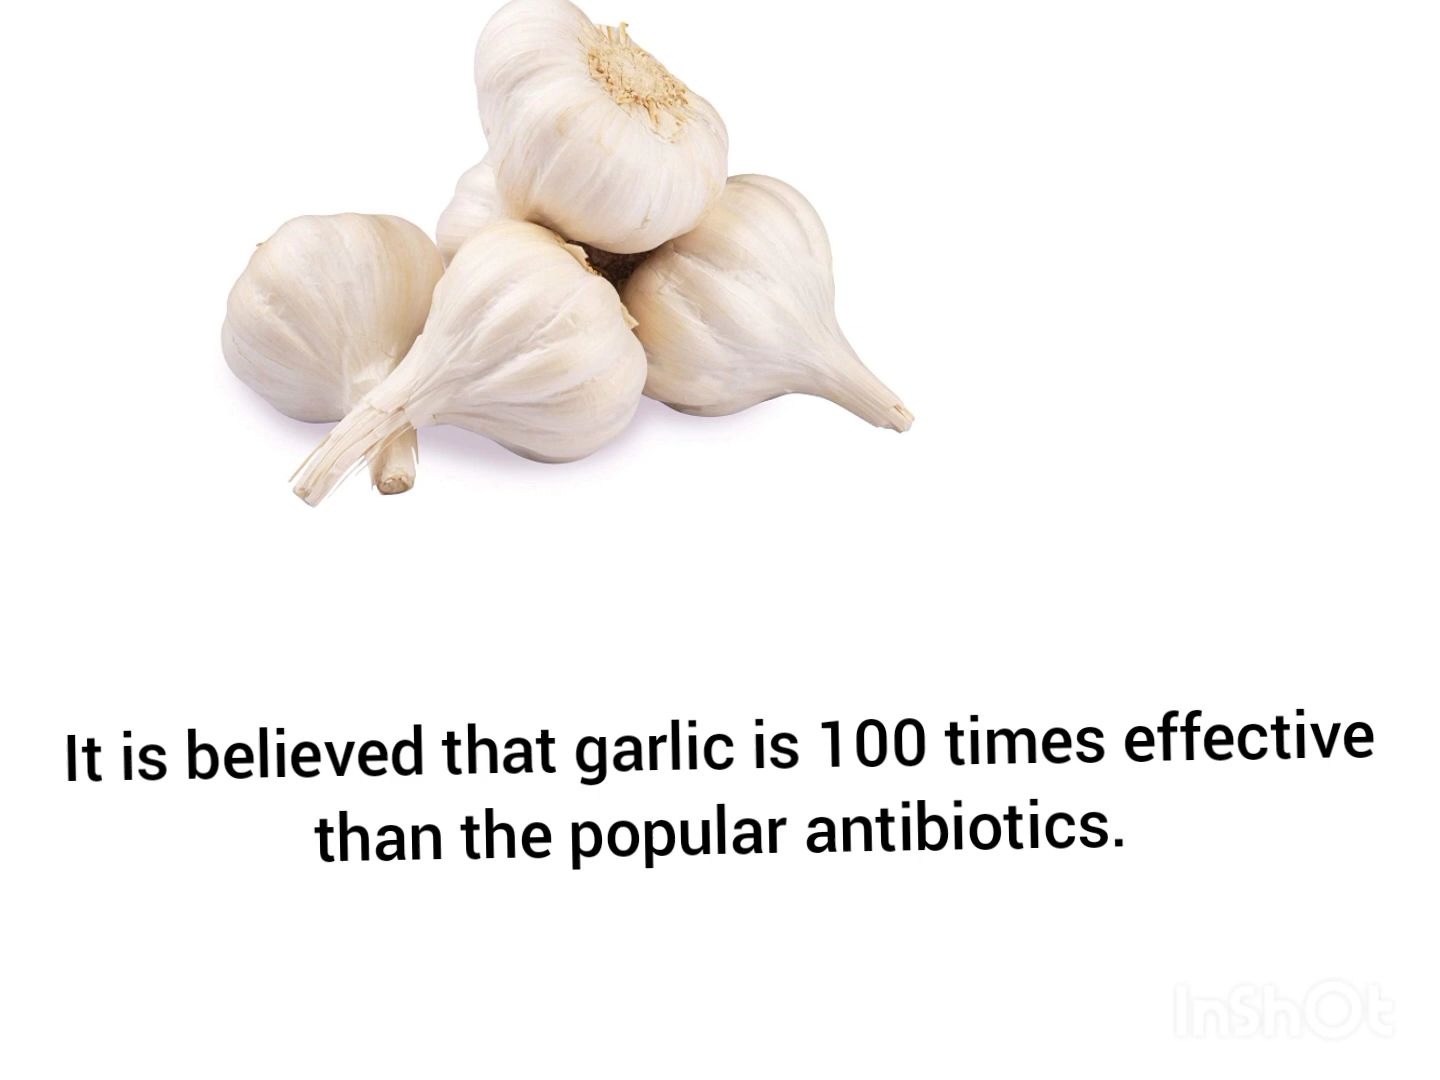 It is believed that garlic is 100 times effective
than the popular antibiotics.
InShOt